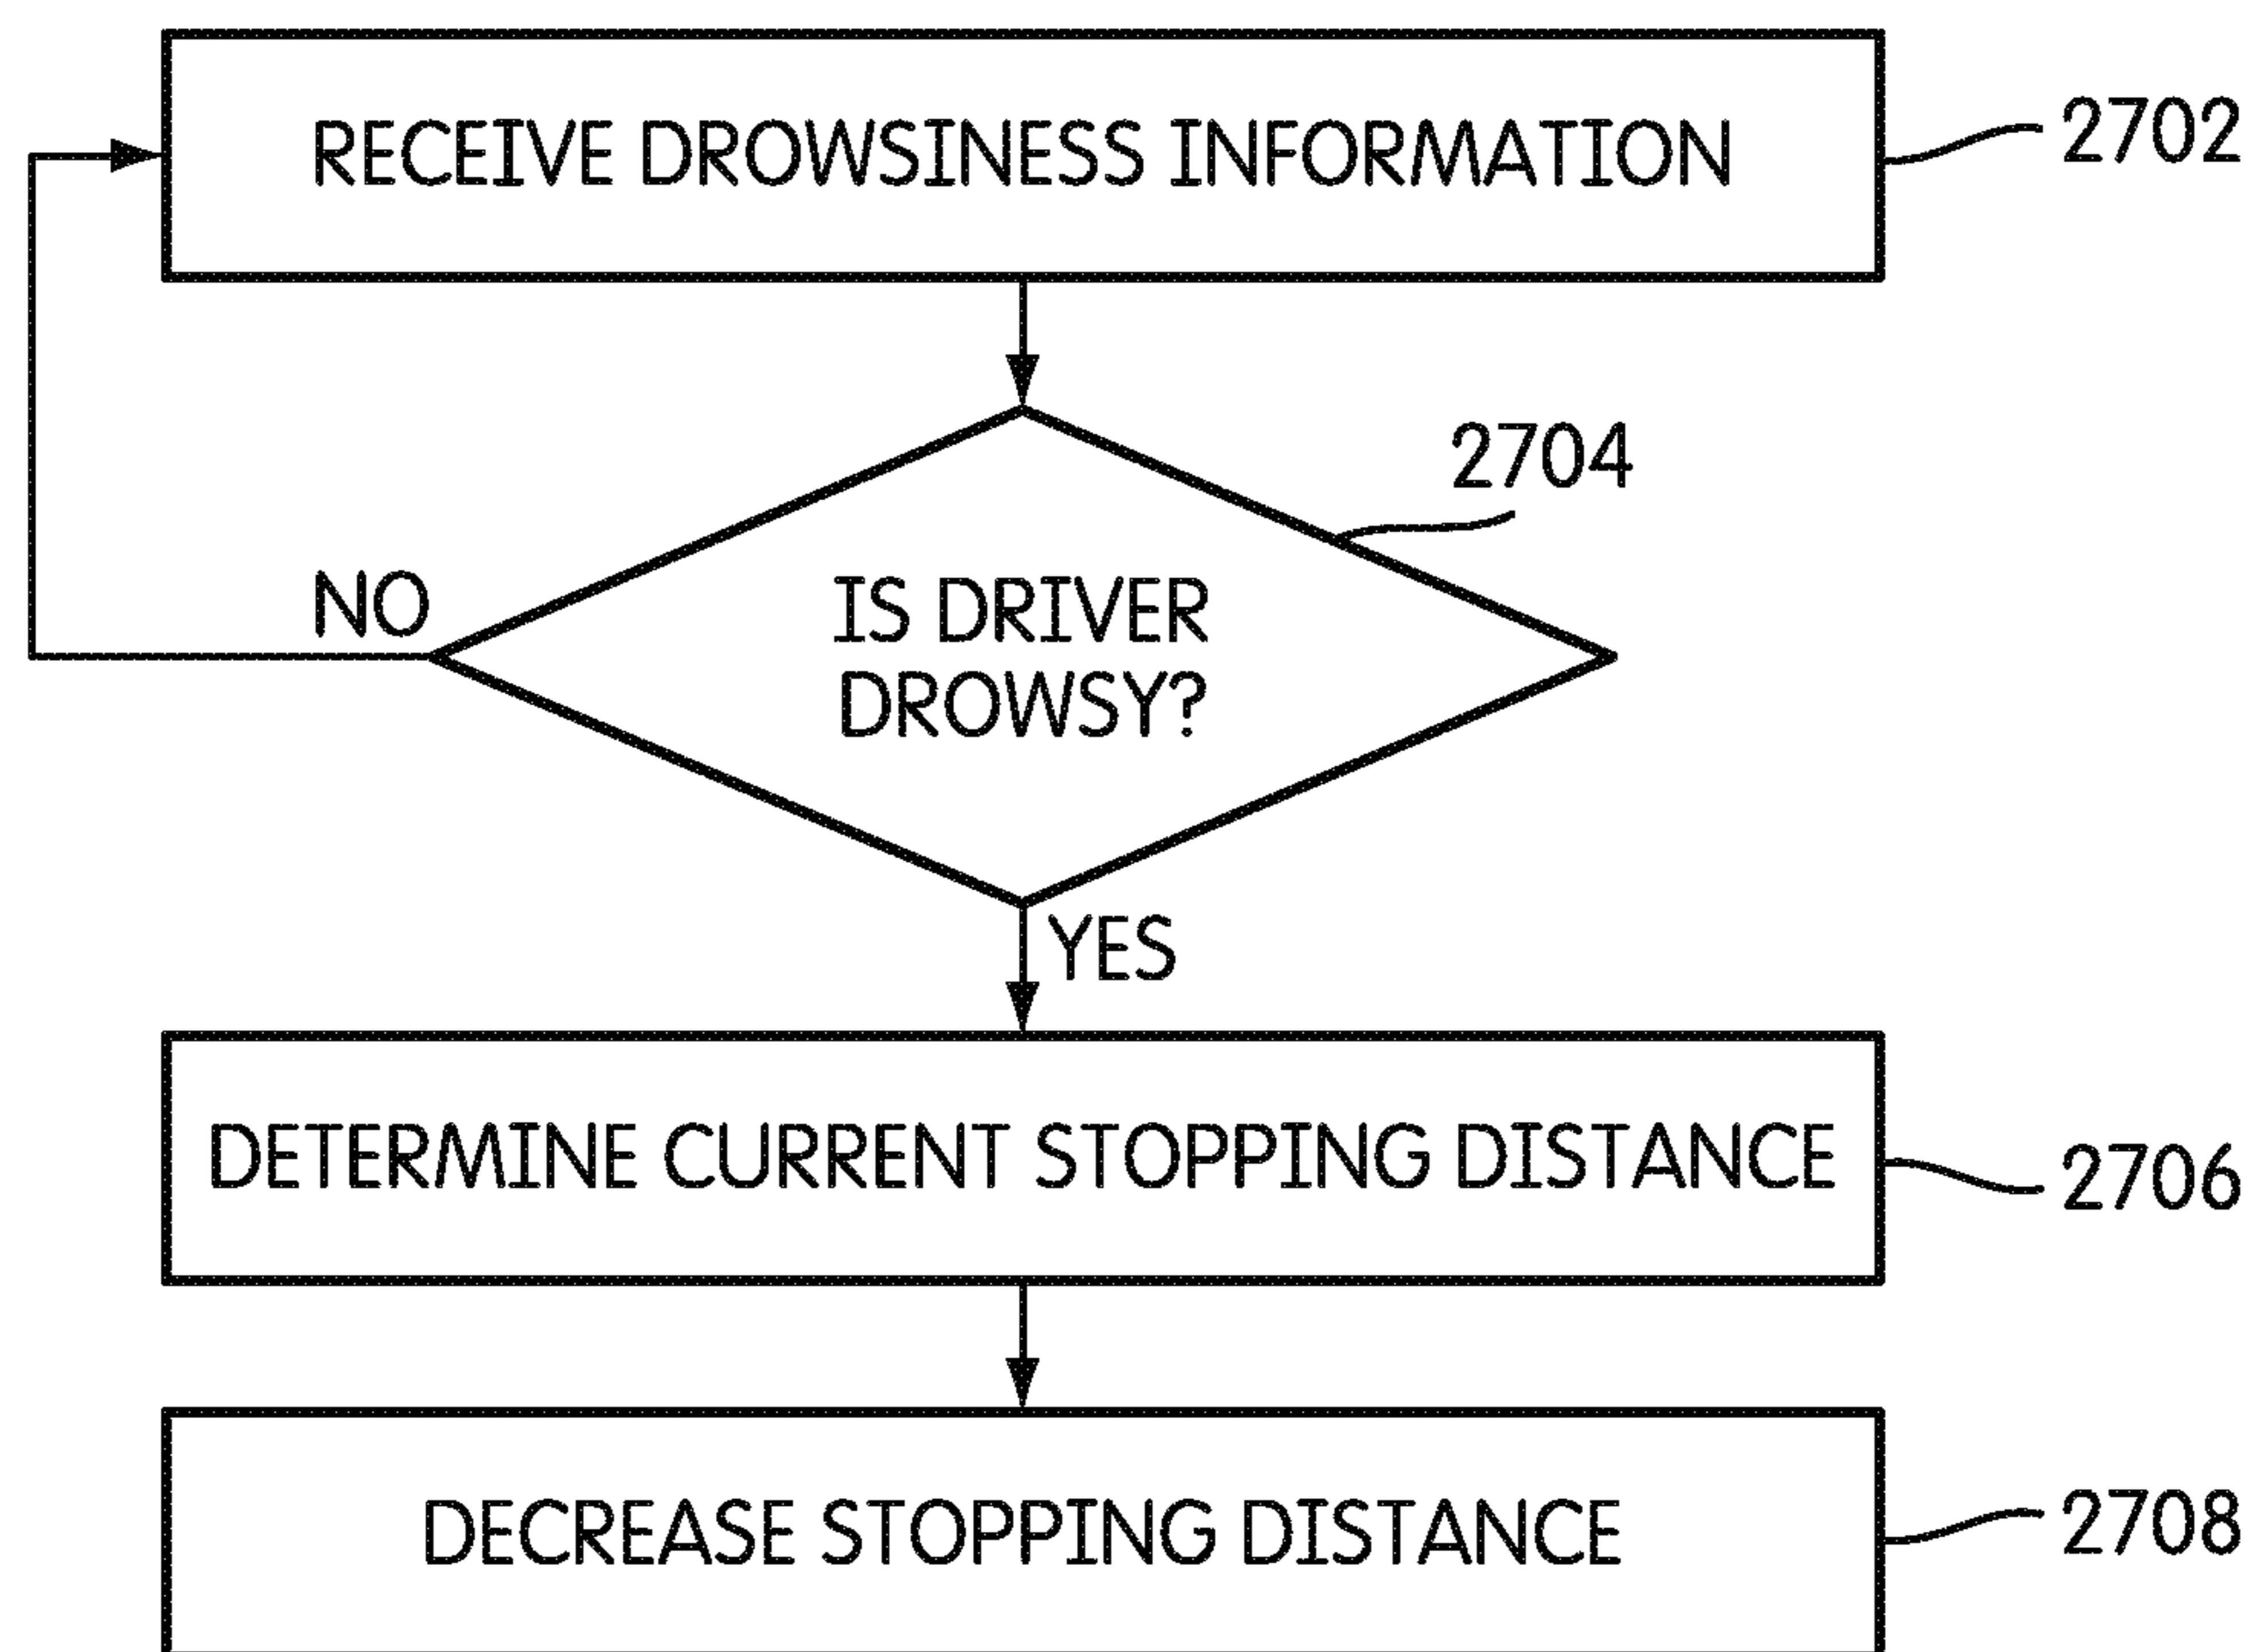 RECEIVE DROWSINESS INFORMATION
2702
2704
IS DRIVER
DROWSY?
NO
YES
DETERMINE CURRENT STOPPING DISTANCE
2706
DECREASE STOPPING DISTANCE
2708